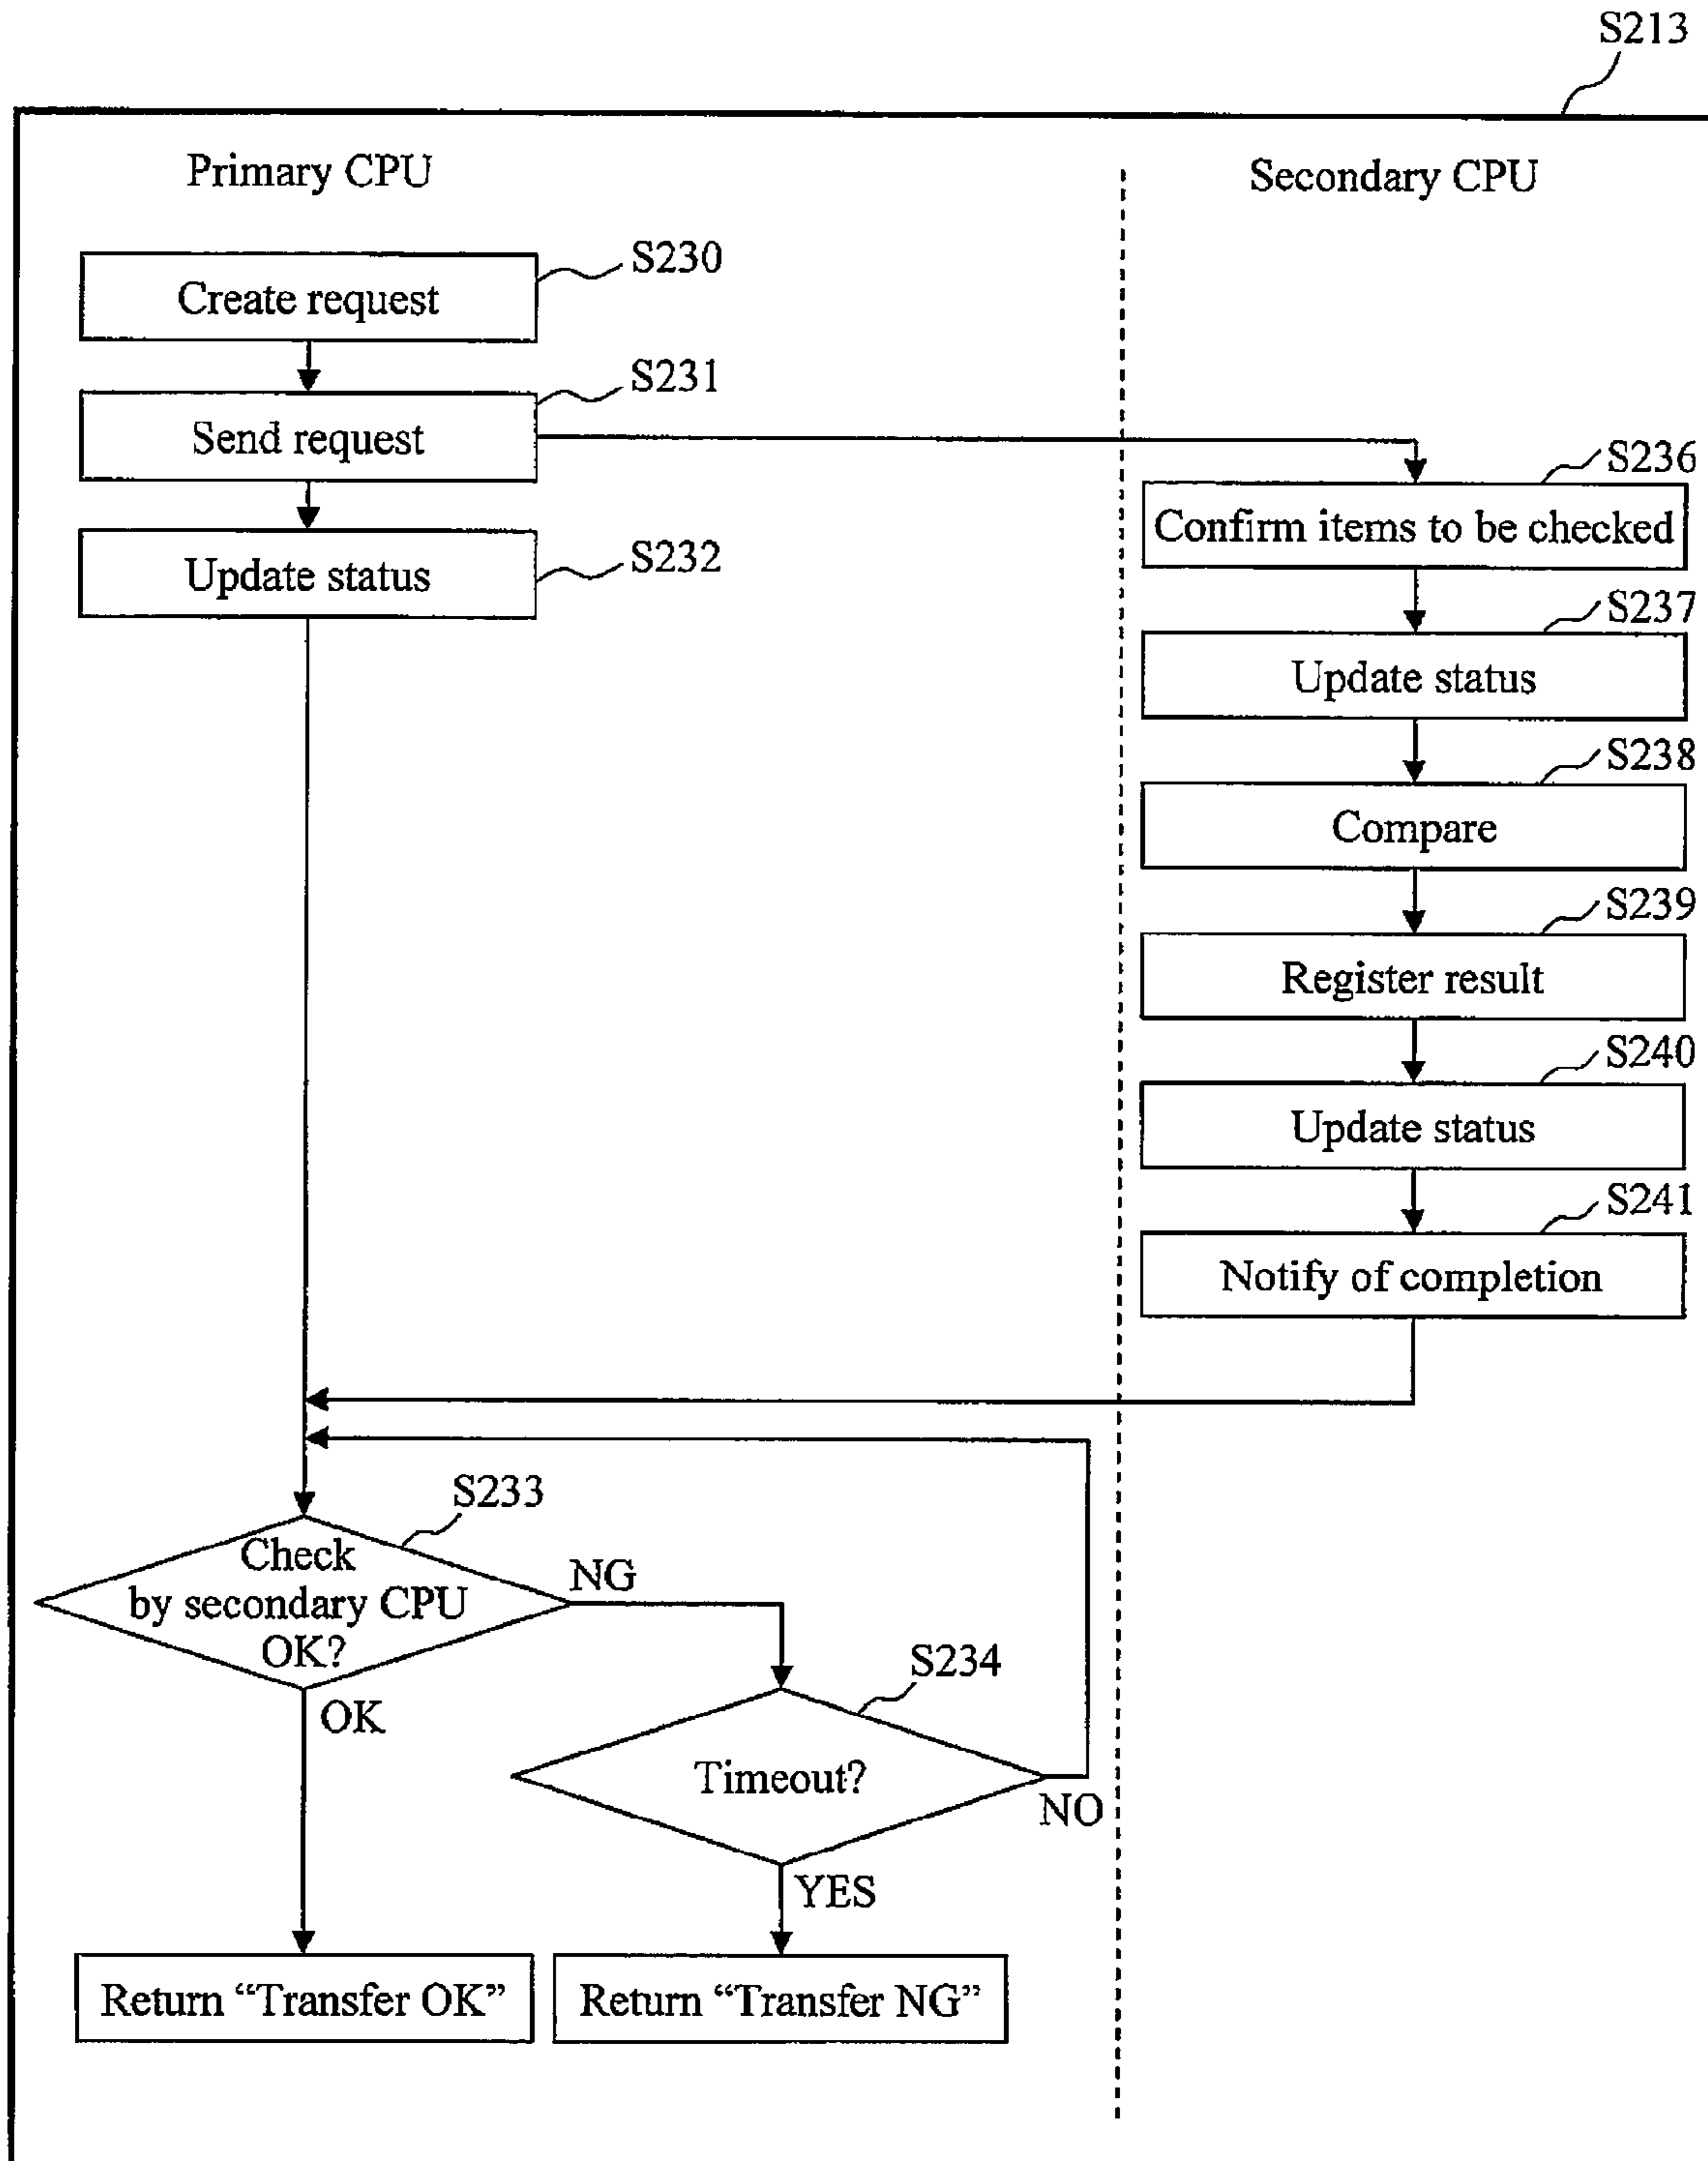 S213
Primary CPU
Secondary CPU
S230
Create request
S231
Send request
S232
Update status
S236
Confirm items to be checked
S237
Update status
S238
Compare
S239
Register result
S240
Update status
S241
Notify of completion
S233
Check
by secondary CPU
OK?
NG
OK
S234
Timeout?
NO
YES
Return “Transfer OK”
Return “Transfer NG”